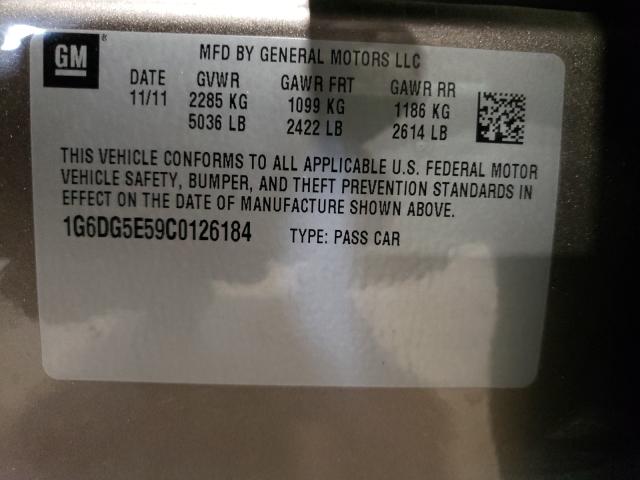 GM ®
MFD BY GENERAL MOTORS LLC
DATE GVWR GAWR FRT GAWR RR
11/11 2285 KG 1099 KG 1186 KG
5036 LB 2422 LB 2614 LB
THIS VEHICLE CONFORMS TO ALL APPLICABLE U.S. FEDERAL MOTOR
VEHICLE SAFETY, BUMPER, AND THEFT PREVENTION STANDARDS IN
EFFECT ON THE DATE OF MANUFACTURE SHOWN ABOVE.
1G6DG5E59C0126184 TYPE: PASS CAR